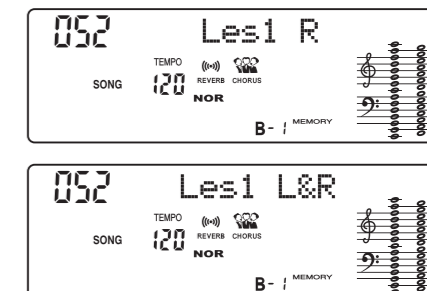 052 Les1 R
TEMPO
SONG 120 REVERB CHORUS
NOR
B - 1 MEMORY
052 Les1 L&R
TEMPO
SONG 120 REVERB CHORUS
NOR
B - 1 MEMORY